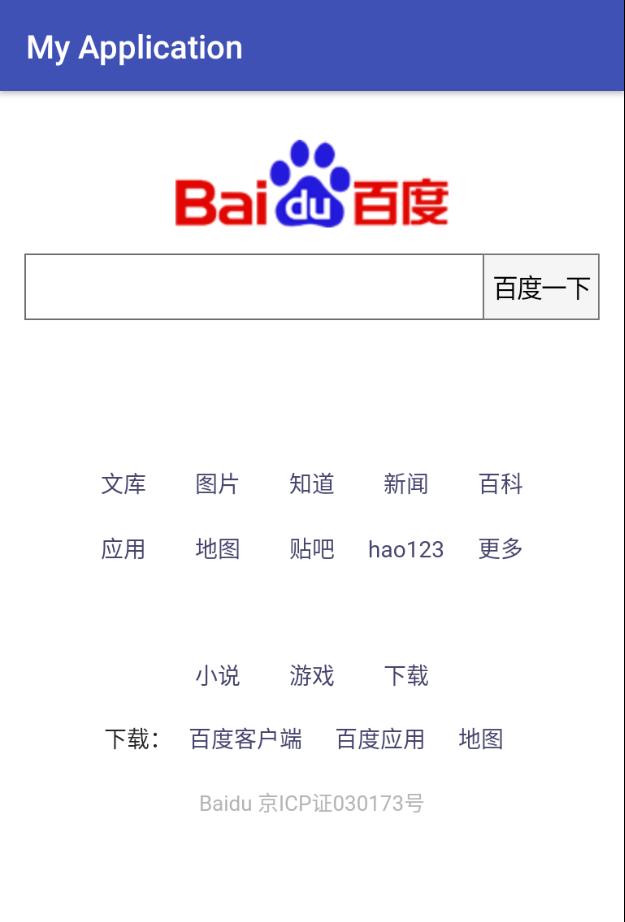 My Application
Bai du 百度
百度一下
文库 图片 知道 新闻 百科
应用 地图 贴吧 hao123 更多
小说 游戏 下载
下载： 百度客户端 百度应用 地图
Baidu 京ICP证030173号